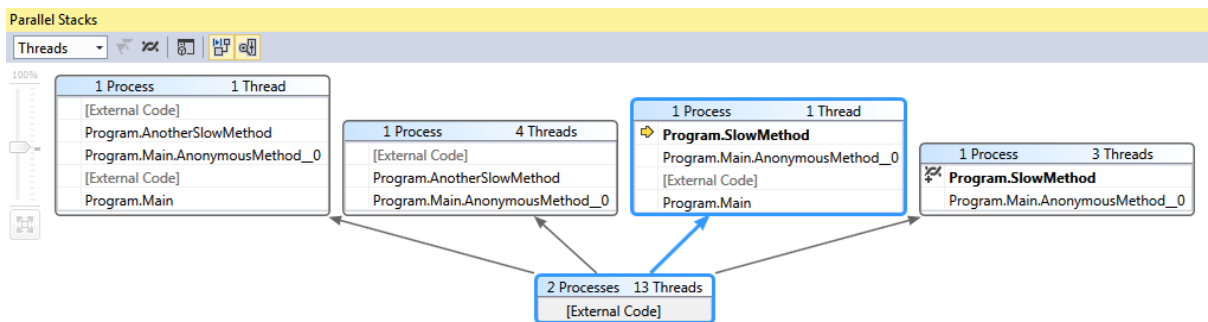 Parallel Stacks
Threads
100%
1 Process 1 Thread
[External Code]
Program.AnotherSlowMethod
Program.Main.AnonymousMethod__0
[External Code]
Program.Main
1 Process 4 Threads
[External Code]
Program.AnotherSlowMethod
Program.Main.AnonymousMethod__0
1 Process 1 Thread
Program.SlowMethod
Program.Main.AnonymousMethod__0
[External Code]
Program.Main
1 Process 3 Threads
Program.SlowMethod
Program.Main.AnonymousMethod__0
2 Processes 13 Threads
[External Code]